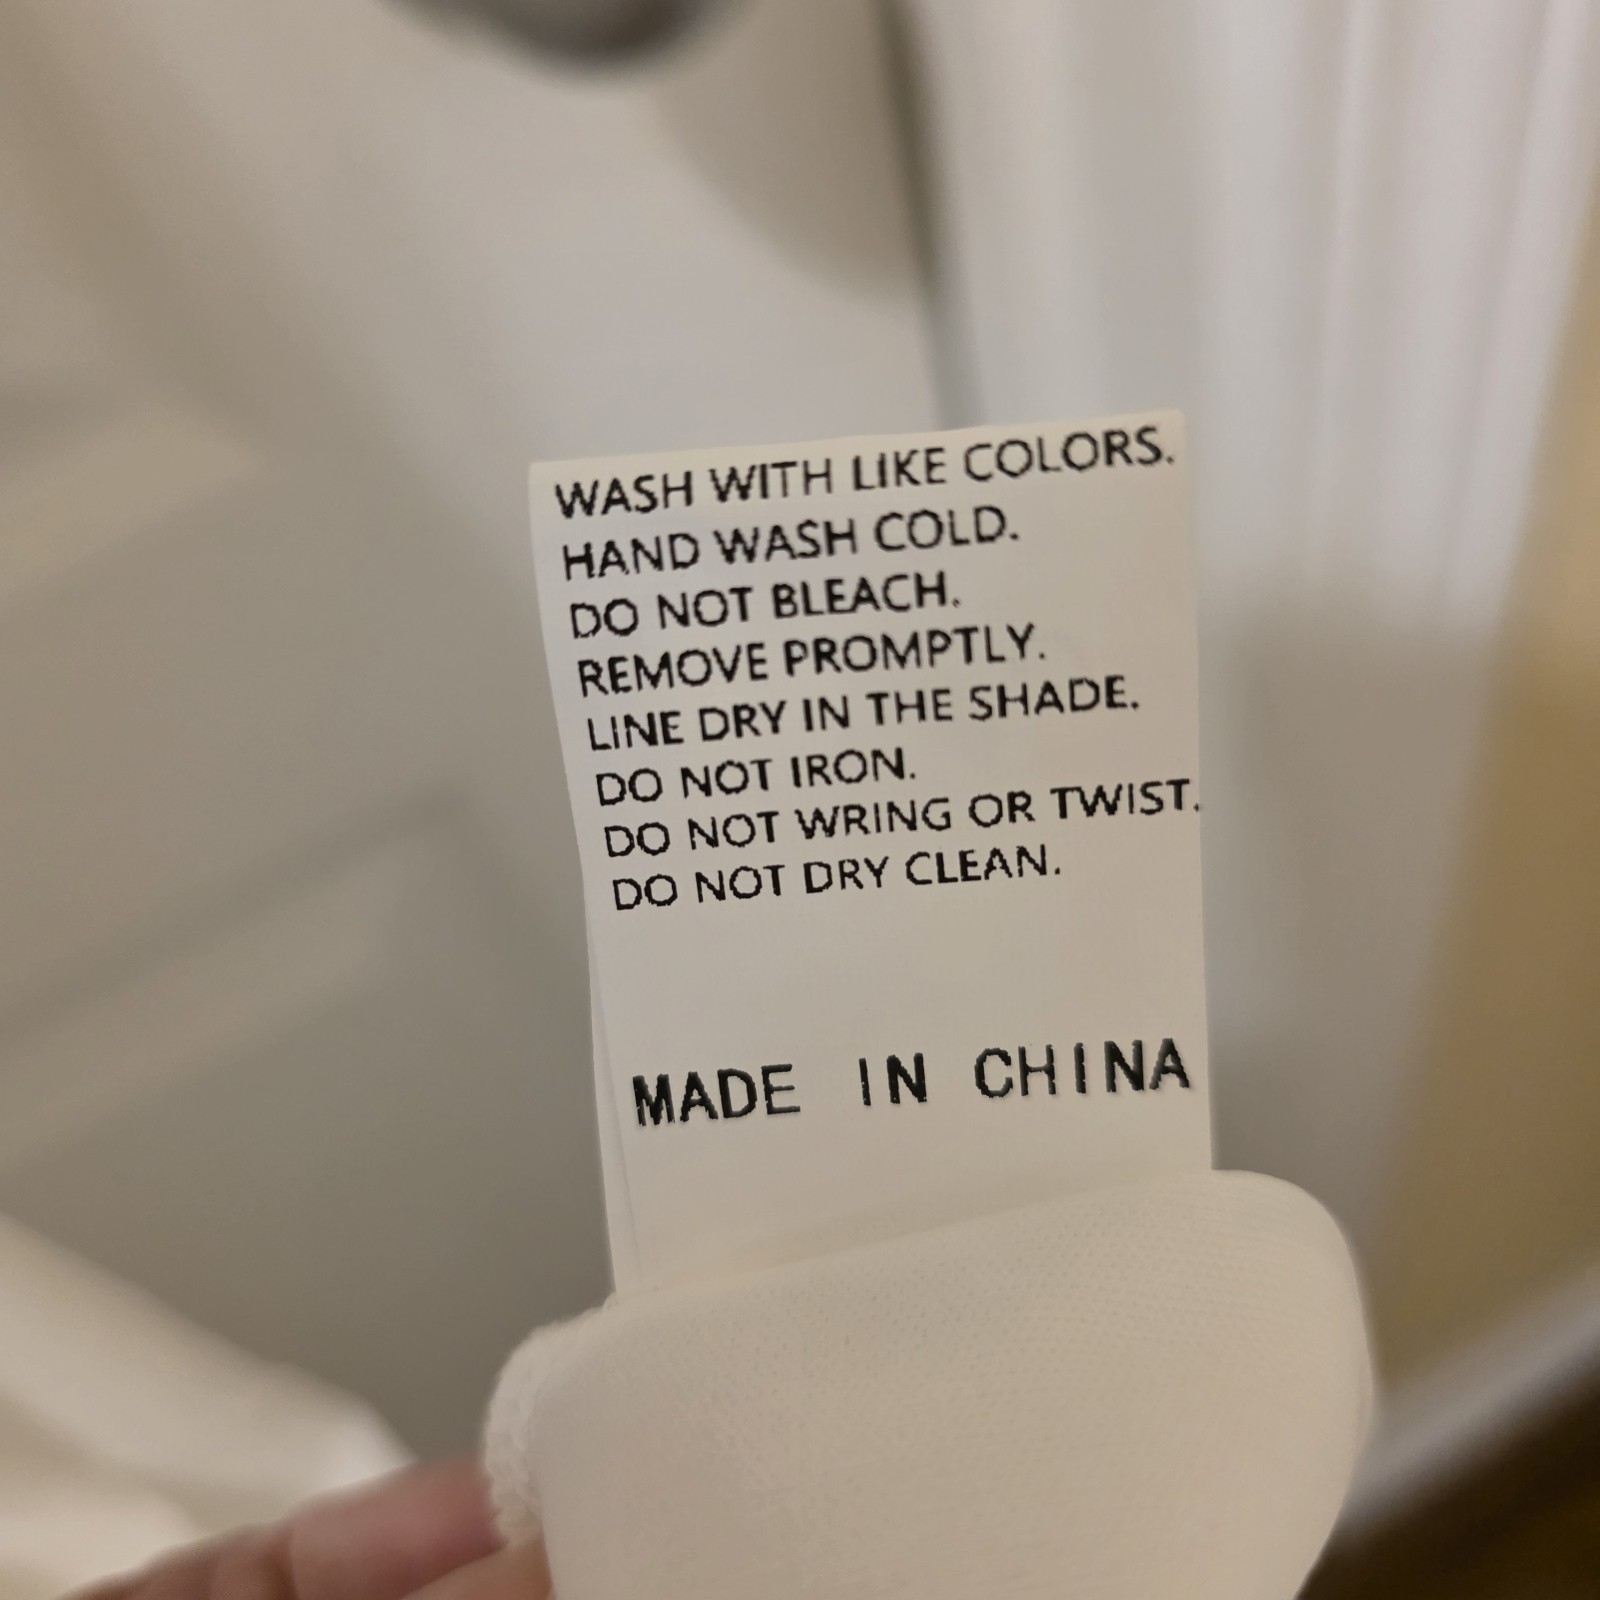 WASH WITH LIKE COLORS.
HAND WASH COLD.
DO NOT BLEACH.
REMOVE PROMPTLY.
LINE DRY IN THE SHADE.
DO NOT IRON.
DO NOT WRING OR TWIST.
DO NOT DRY CLEAN.
MADE IN CHINA